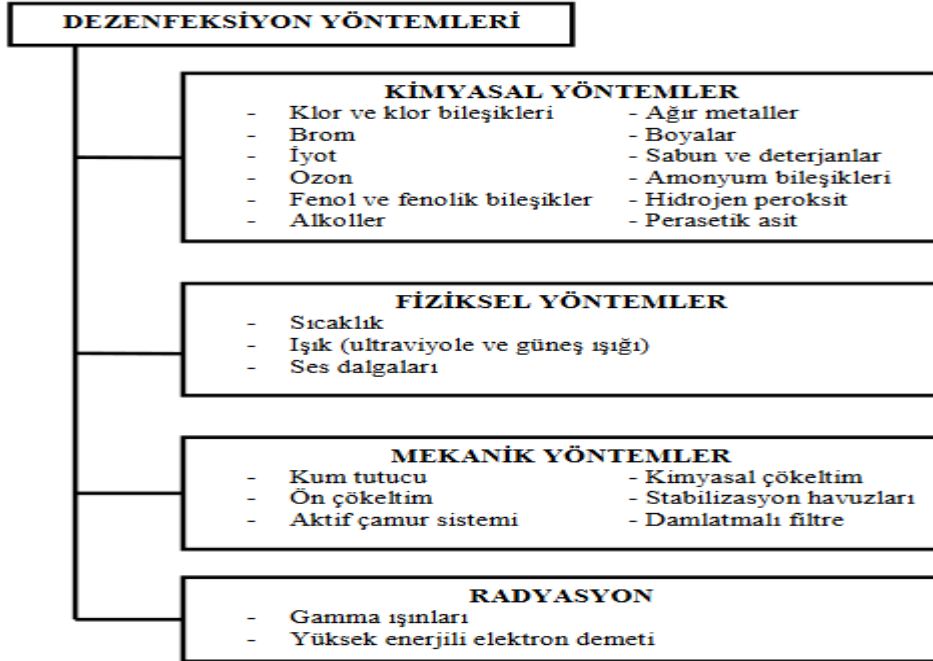 DEZENFEKSİYON YÖNTEMLERİ
KİMYASAL YÖNTEMLER
- Klor ve klor bileşikleri - Ağır metaller
- Brom - Boyalar
- İyot - Sabun ve deterjanlar
- Ozon - Amonyum bileşikleri
- Fenol ve fenolik bileşikler - Hidrojen peroksit
- Alkoller - Perasetik asit
FİZİKSEL YÖNTEMLER
- Sıcaklık
- Işık (ultraviyole ve güneş ışığı)
- Ses dalgaları
MEKANİK YÖNTEMLER
- Kum tutucu - Kimyasal çökeltim
- Ön çökeltim - Stabilizasyon havuzları
- Aktif çamur sistemi - Damlatmalı filtre
RADYASYON
- Gamma ışınları
- Yüksek enerjili elektron demeti